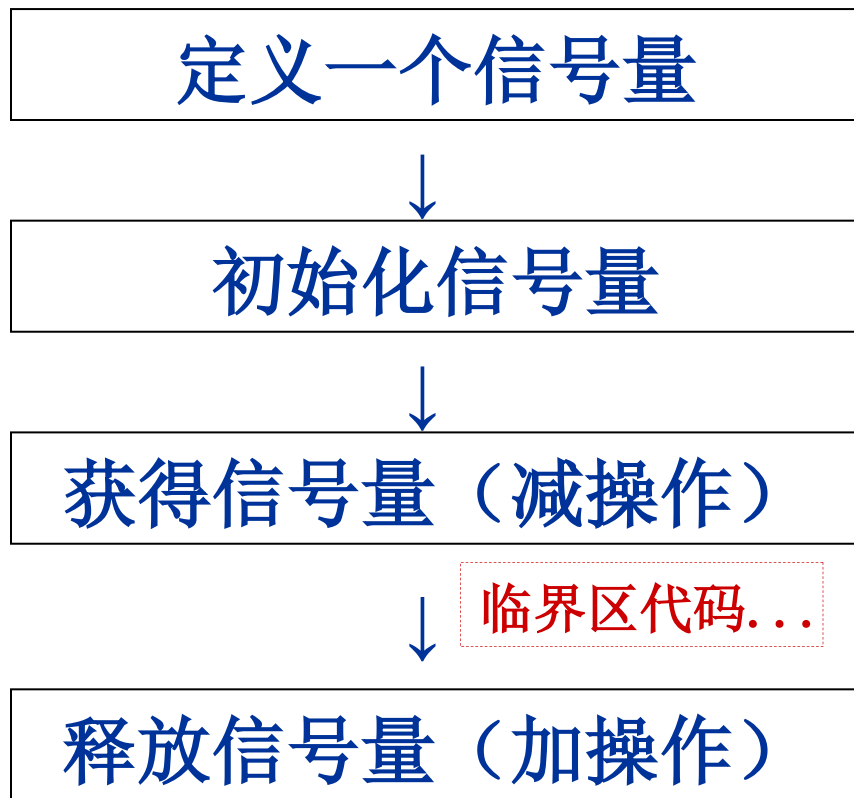 定义一个信号量
↓
初始化信号量
↓
获得信号量（减操作）
↓ 临界区代码...
释放信号量（加操作）